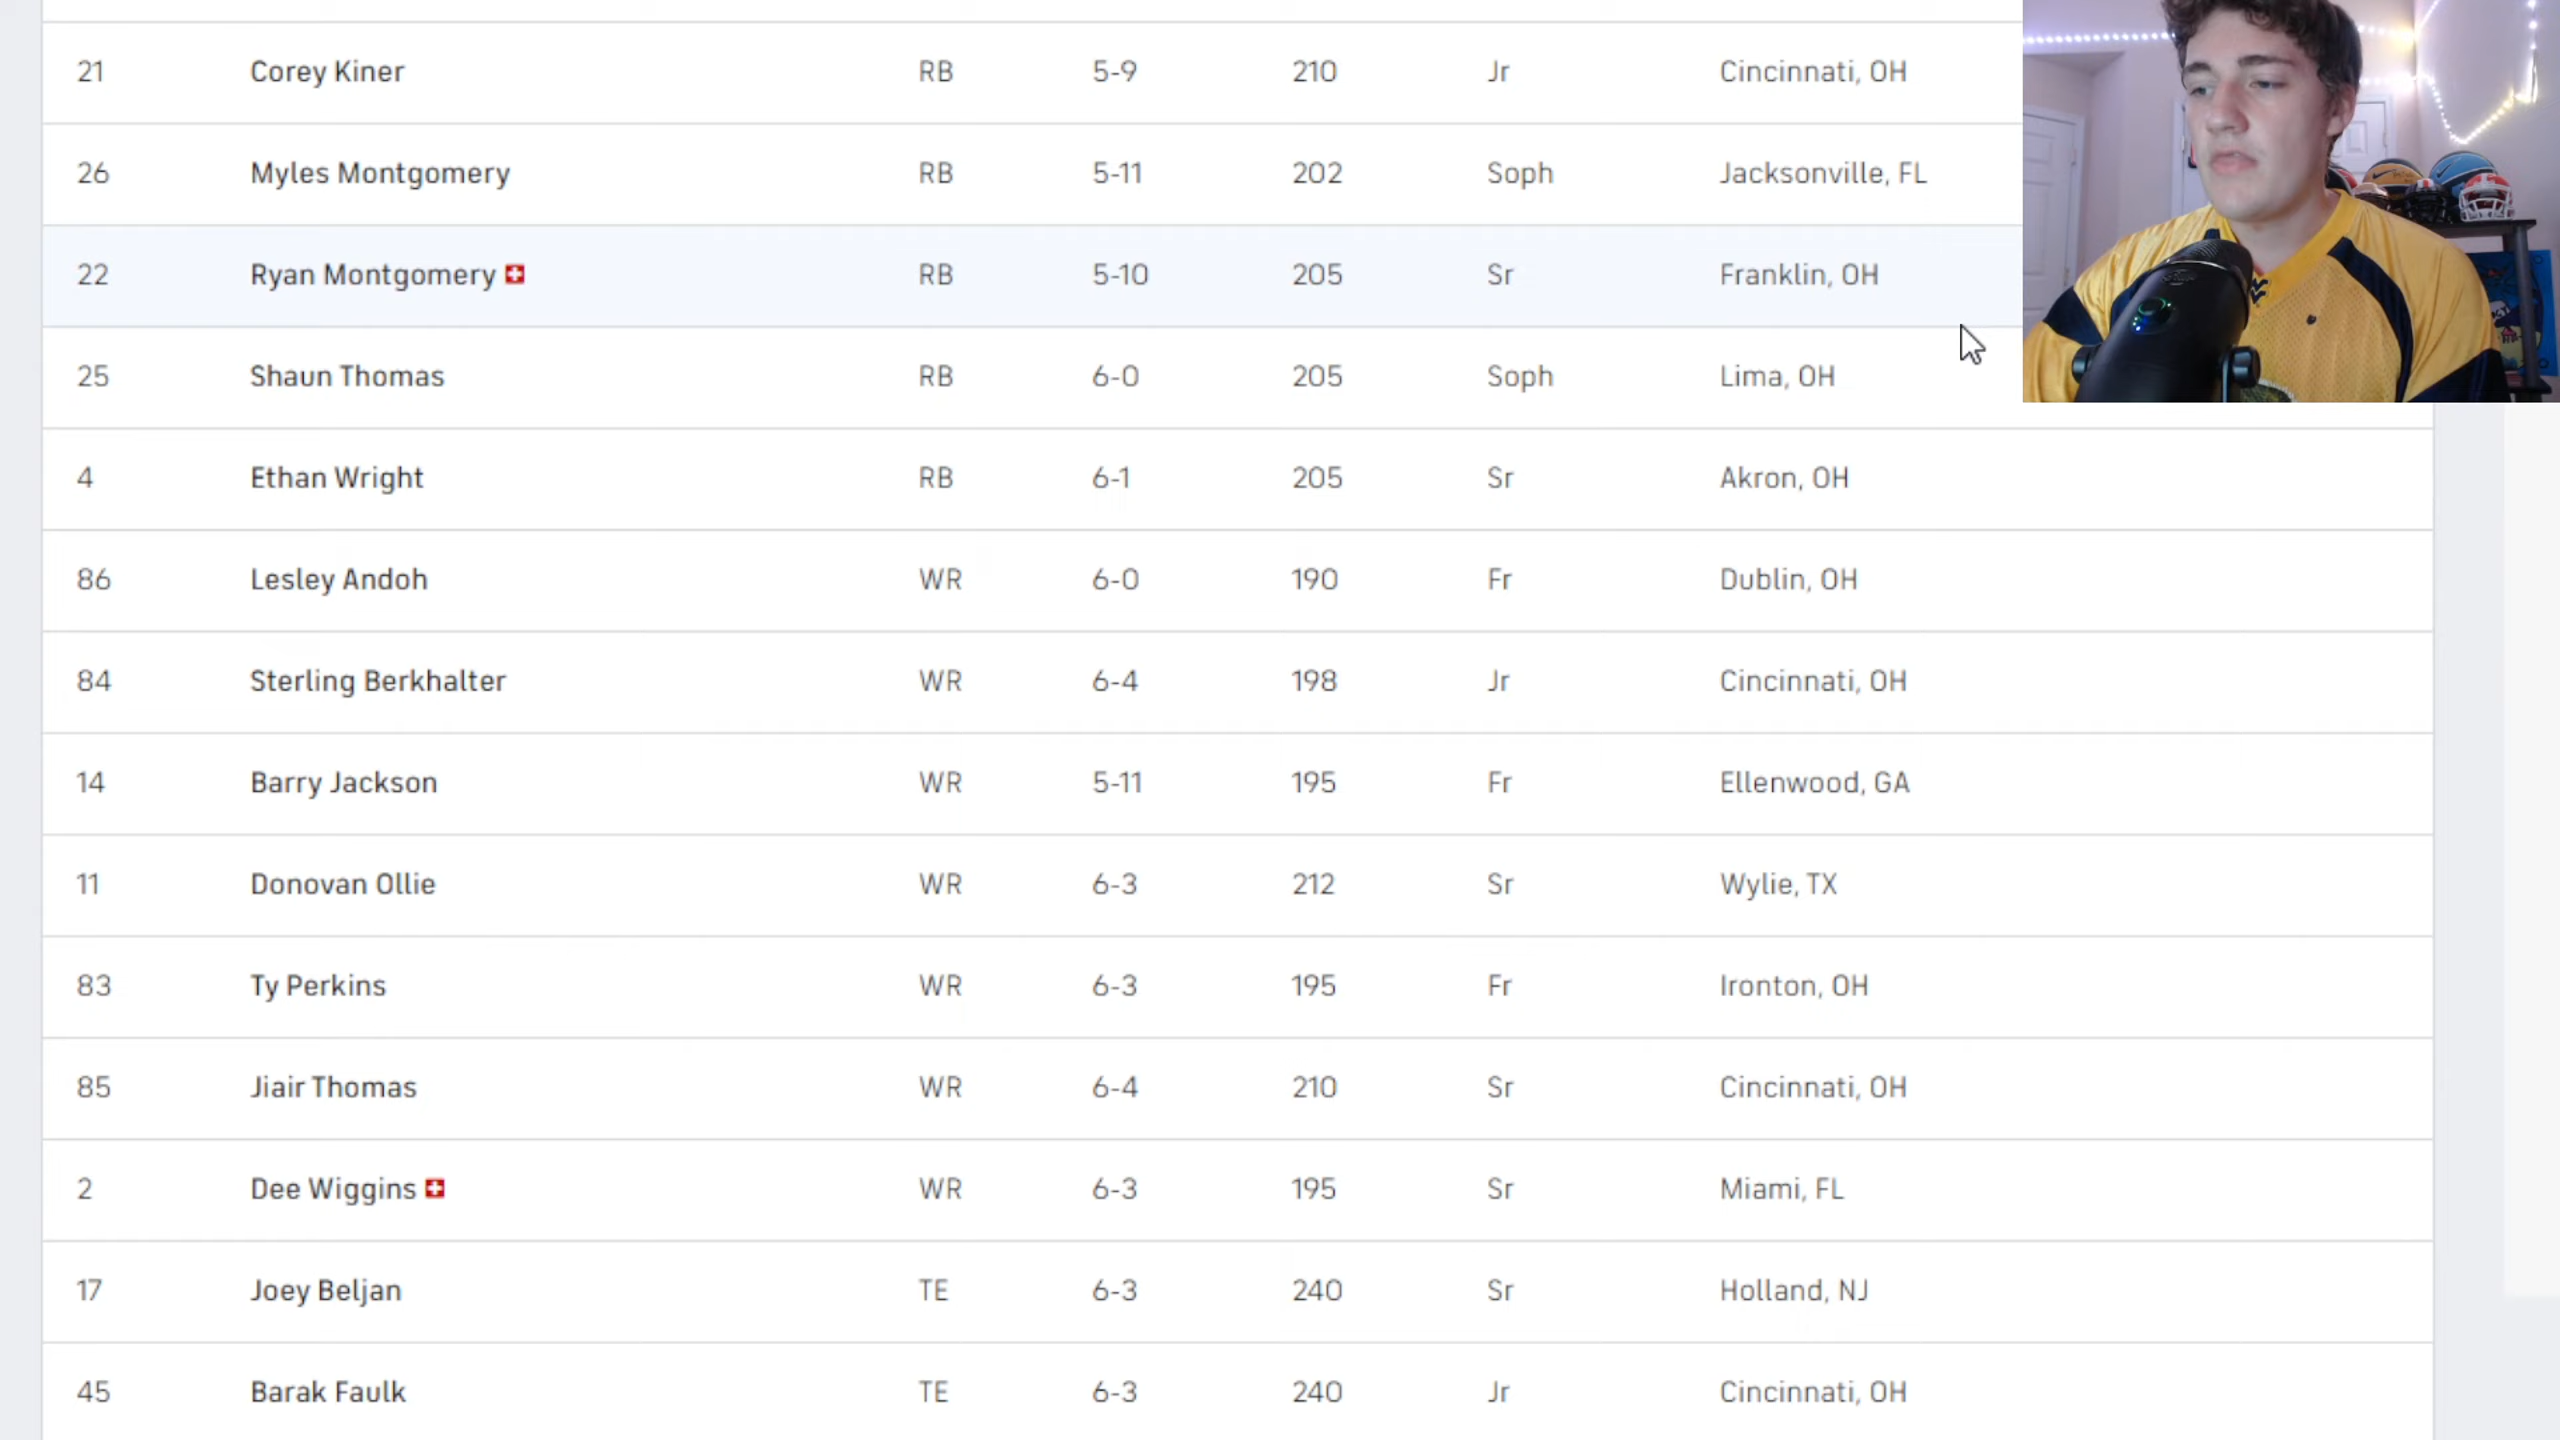 21 Corey Kiner RB 5-9 210 Jr Cincinnati, OH
26 Myles Montgomery RB 5-11 202 Soph Jacksonville, FL
22 Ryan Montgomery RB 5-10 205 Sr Franklin, OH
25 Shaun Thomas RB 6-0 205 Soph Lima, OH
4 Ethan Wright RB 6-1 205 Sr Akron, OH
86 Lesley Andoh WR 6-0 190 Fr Dublin, OH
84 Sterling Berkhalter WR 6-4 198 Jr Cincinnati, OH
14 Barry Jackson WR 5-11 195 Fr Ellenwood, GA
11 Donovan Ollie WR 6-3 212 Sr Wylie, TX
83 Ty Perkins WR 6-3 195 Fr Ironton, OH
85 Jiair Thomas WR 6-4 210 Sr Cincinnati, OH
2 Dee Wiggins WR 6-3 195 Sr Miami, FL
17 Joey Beljan TE 6-3 240 Sr Holland, NJ
45 Barak Faulk TE 6-3 240 Jr Cincinnati, OH